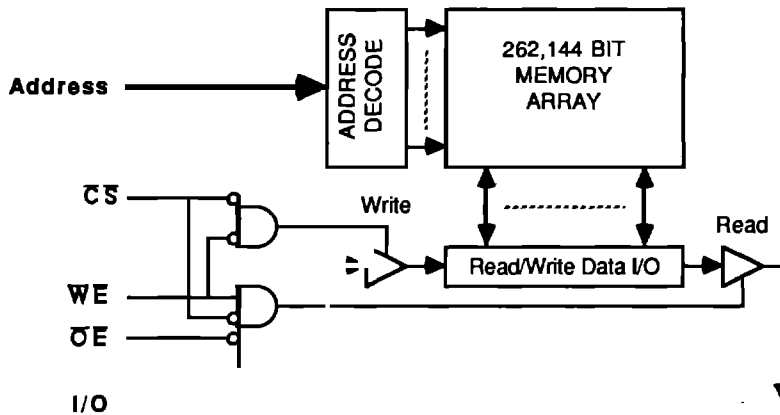 Address
ADDRESS
DECODE
262,144 BIT
MEMORY
ARRAY
CS
Write
Read
WE
Read/Write Data I/O
OE
I/O